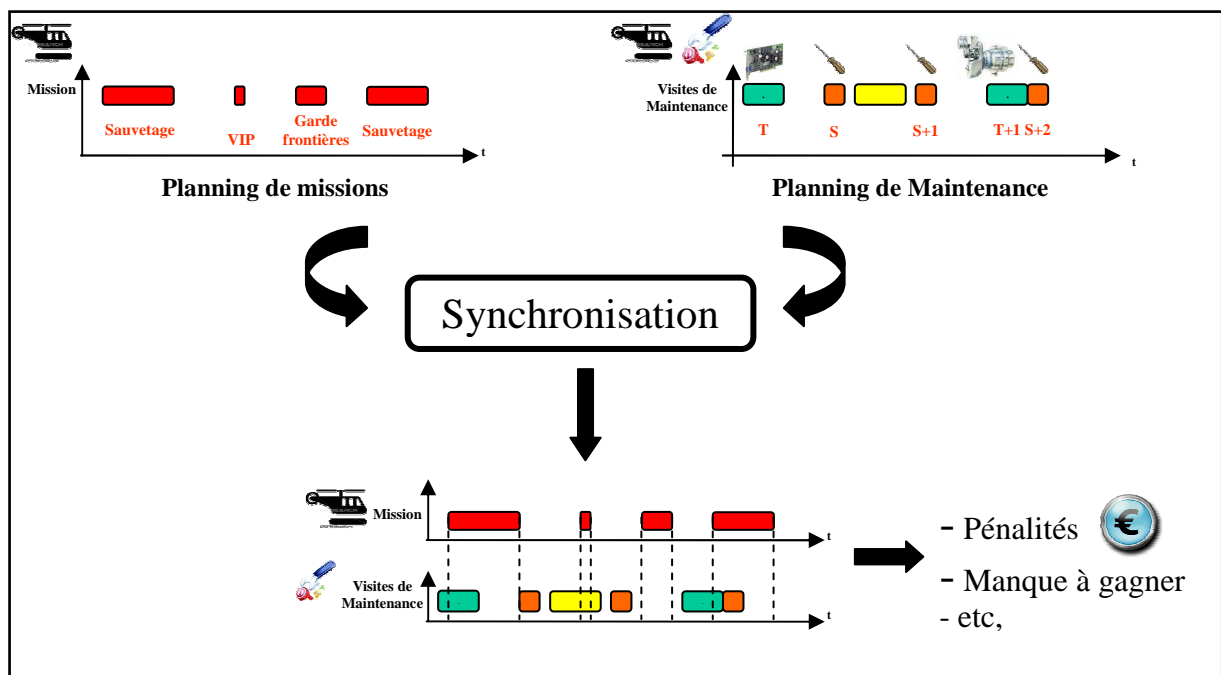 Mission
Sauvetage
VIP
Garde
frontières
Sauvetage
t
Planning de missions
Visites de
Maintenance
T
S
S+1
T+1 S+2
t
Planning de Maintenance
Synchronisation
Mission
t
Visites de
Maintenance
t
- Pénalités
€
- Manque à gagner
- etc,